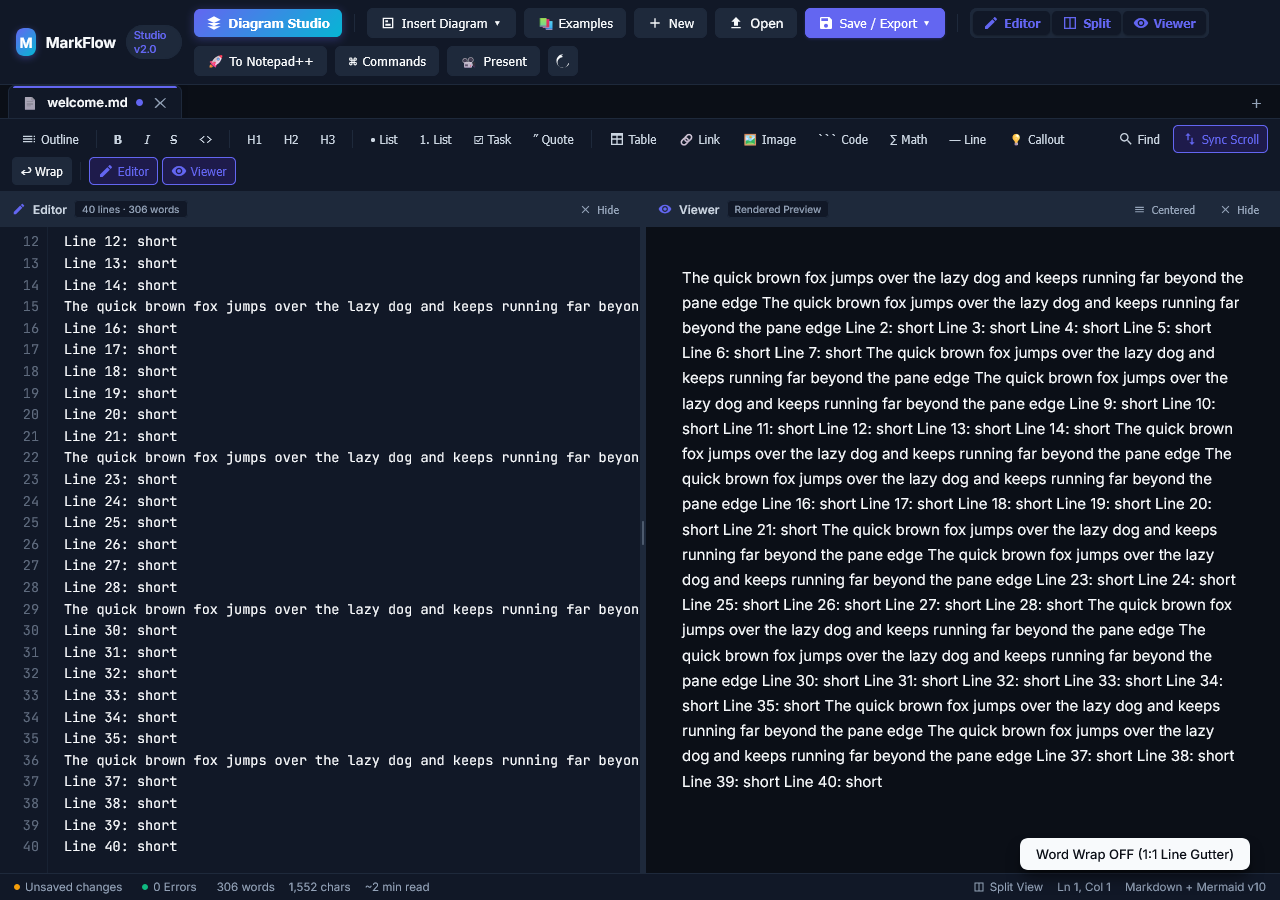 M MarkFlow Studio v2.0
Diagram Studio Insert Diagram ▾ Examples + New Open Save / Export ▾ Editor Split Viewer
To Notepad++ ⌘ Commands Present
welcome.md
Outline B I S <> H1 H2 H3 • List 1. List ☑ Task ” Quote Table Link Image ``` Code ∑ Math — Line Callout Find Sync Scroll
↩ Wrap Editor Viewer
Editor 40 lines · 306 words Hide
12 Line 12: short
13 Line 13: short
14 Line 14: short
15 The quick brown fox jumps over the lazy dog and keeps running far beyon
16 Line 16: short
17 Line 17: short
18 Line 18: short
19 Line 19: short
20 Line 20: short
21 Line 21: short
22 The quick brown fox jumps over the lazy dog and keeps running far beyon
23 Line 23: short
24 Line 24: short
25 Line 25: short
26 Line 26: short
27 Line 27: short
28 Line 28: short
29 The quick brown fox jumps over the lazy dog and keeps running far beyon
30 Line 30: short
31 Line 31: short
32 Line 32: short
33 Line 33: short
34 Line 34: short
35 Line 35: short
36 The quick brown fox jumps over the lazy dog and keeps running far beyon
37 Line 37: short
38 Line 38: short
39 Line 39: short
40 Line 40: short
Viewer Rendered Preview Centered Hide
The quick brown fox jumps over the lazy dog and keeps running far beyond the
pane edge The quick brown fox jumps over the lazy dog and keeps running far
beyond the pane edge Line 2: short Line 3: short Line 4: short Line 5: short
Line 6: short Line 7: short The quick brown fox jumps over the lazy dog and
keeps running far beyond the pane edge The quick brown fox jumps over the
lazy dog and keeps running far beyond the pane edge Line 9: short Line 10:
short Line 11: short Line 12: short Line 13: short Line 14: short The quick brown
fox jumps over the lazy dog and keeps running far beyond the pane edge The
quick brown fox jumps over the lazy dog and keeps running far beyond the
pane edge Line 16: short Line 17: short Line 18: short Line 19: short Line 20:
short Line 21: short The quick brown fox jumps over the lazy dog and keeps
running far beyond the pane edge The quick brown fox jumps over the lazy
dog and keeps running far beyond the pane edge Line 23: short Line 24: short
Line 25: short Line 26: short Line 27: short Line 28: short The quick brown fox
jumps over the lazy dog and keeps running far beyond the pane edge The
quick brown fox jumps over the lazy dog and keeps running far beyond the
pane edge Line 30: short Line 31: short Line 32: short Line 33: short Line 34:
short Line 35: short The quick brown fox jumps over the lazy dog and keeps
running far beyond the pane edge The quick brown fox jumps over the lazy
dog and keeps running far beyond the pane edge Line 37: short Line 38: short
Line 39: short Line 40: short
Word Wrap OFF (1:1 Line Gutter)
Unsaved changes 0 Errors 306 words 1,552 chars ~2 min read Split View Ln 1, Col 1 Markdown + Mermaid v10